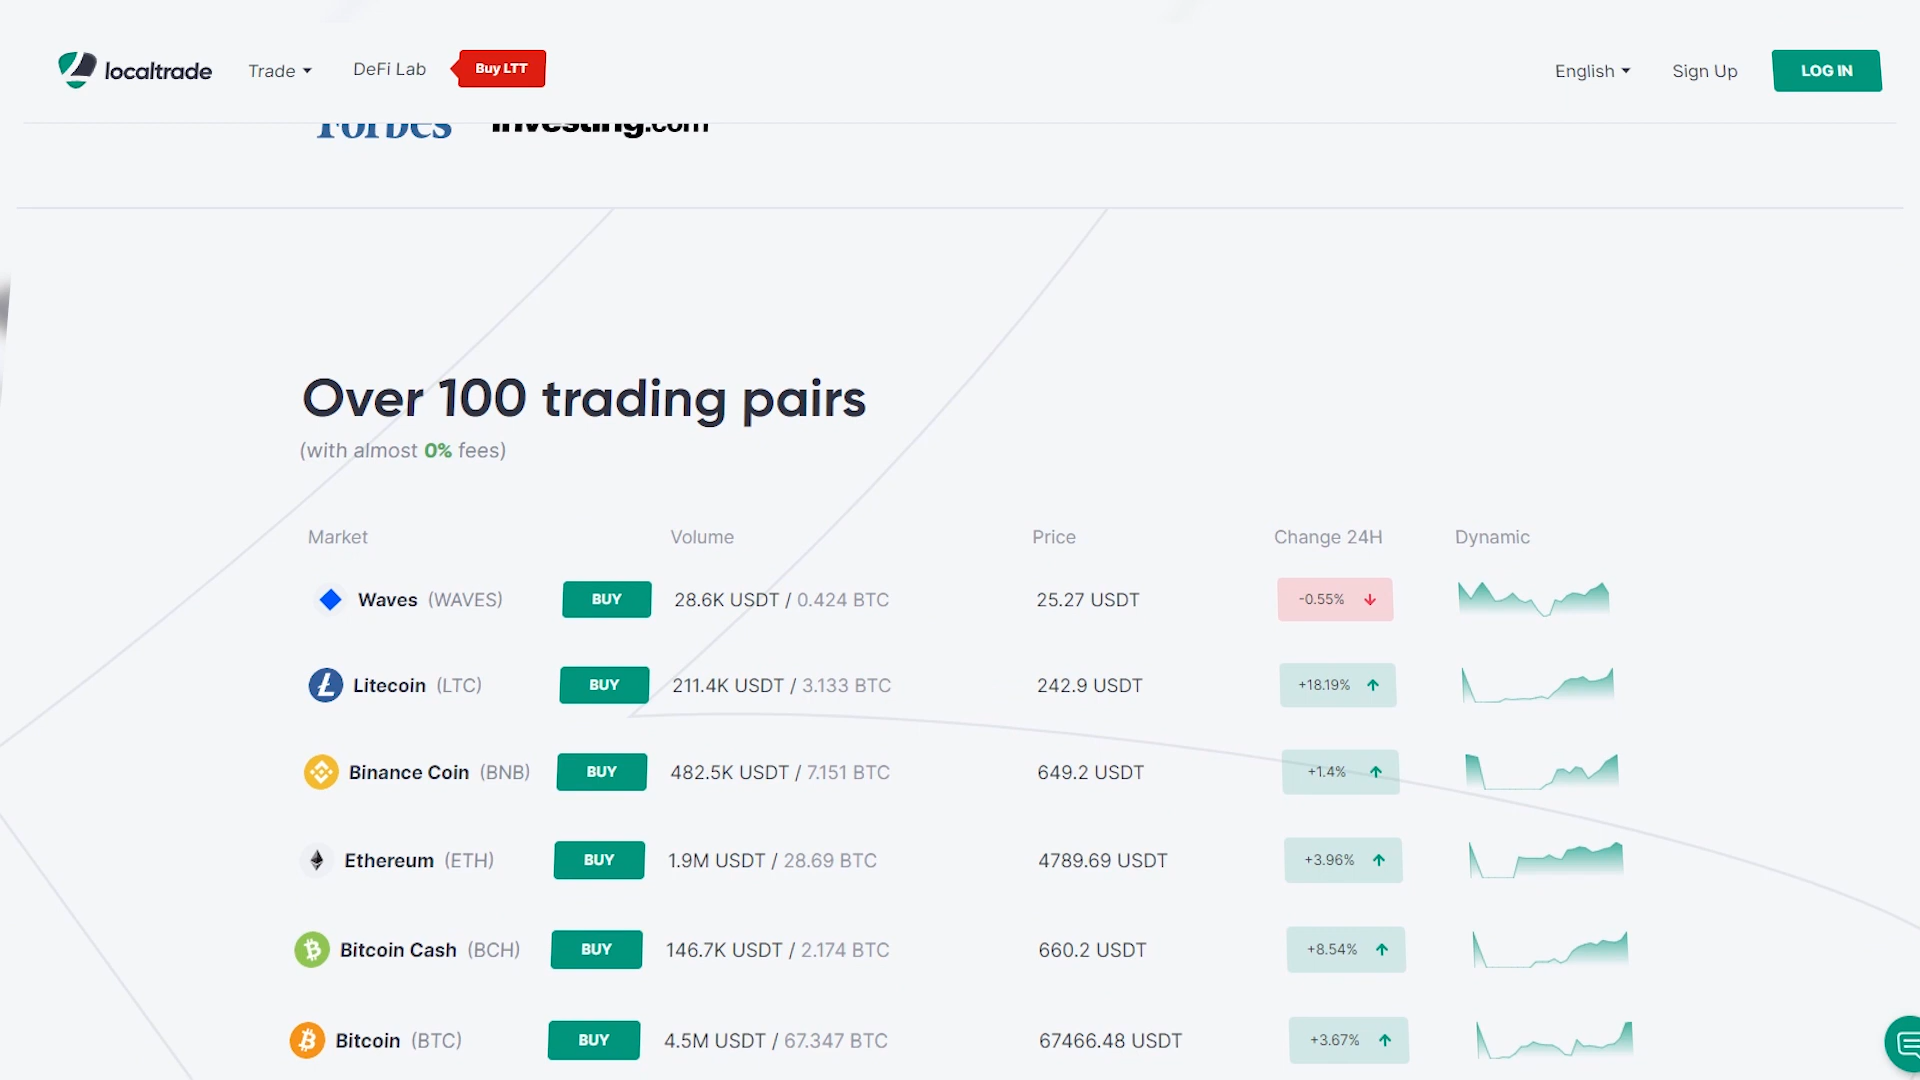 localtrade
Trade
DeFi Lab
Buy LTT
English
Sign Up
LOG IN
Forbes
Investing.com
Over 100 trading pairs
(with almost 0% fees)
Market Volume Price Change 24H Dynamic
Waves (WAVES) BUY 28.6K USDT / 0.424 BTC 25.27 USDT -0.55%
Litecoin (LTC) BUY 211.4K USDT / 3.133 BTC 242.9 USDT +18.19%
Binance Coin (BNB) BUY 482.5K USDT / 7.151 BTC 649.2 USDT +1.4%
Ethereum (ETH) BUY 1.9M USDT / 28.69 BTC 4789.69 USDT +3.96%
Bitcoin Cash (BCH) BUY 146.7K USDT / 2.174 BTC 660.2 USDT +8.54%
Bitcoin (BTC) BUY 4.5M USDT / 67.347 BTC 67466.48 USDT +3.67%